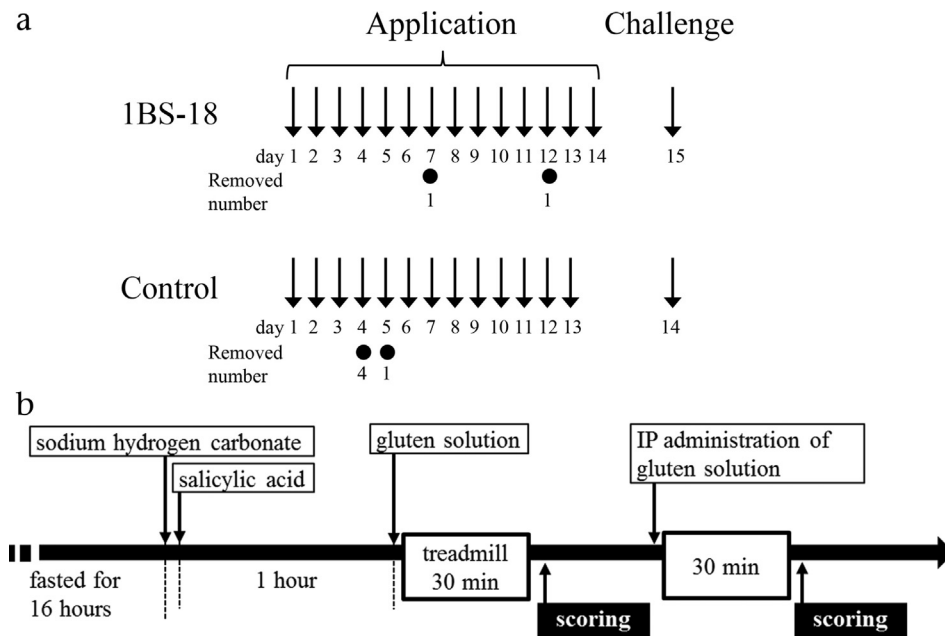 a
Application Challenge
1BS-18
day 1 2 3 4 5 6 7 8 9 10 11 12 13 14 15
Removed
number 1 1
Control
day 1 2 3 4 5 6 7 8 9 10 11 12 13 14
Removed
number 4 1
b
sodium hydrogen carbonate
salicylic acid
gluten solution
IP administration of
gluten solution
fasted for
16 hours
1 hour
treadmill
30 min
scoring
30 min
scoring